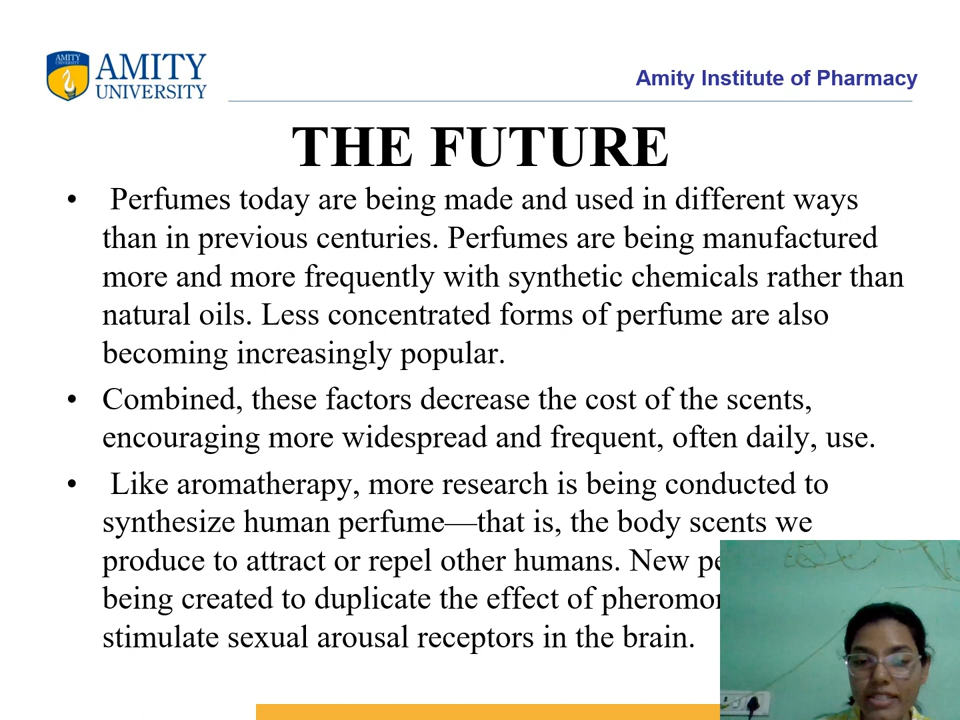 AMITY
AMITY
UNIVERSITY
Amity Institute of Pharmacy
THE FUTURE
• Perfumes today are being made and used in different ways
than in previous centuries. Perfumes are being manufactured
more and more frequently with synthetic chemicals rather than
natural oils. Less concentrated forms of perfume are also
becoming increasingly popular.
• Combined, these factors decrease the cost of the scents,
encouraging more widespread and frequent, often daily, use.
• Like aromatherapy, more research is being conducted to
synthesize human perfume—that is, the body scents we
produce to attract or repel other humans. New
being created to duplicate the effect of
stimulate sexual arousal receptors in the brain.